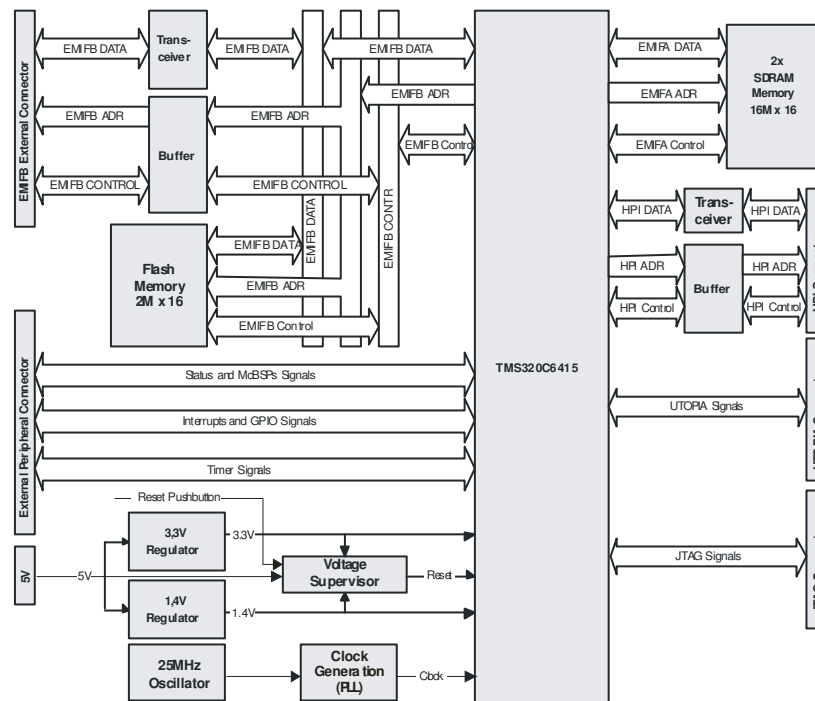 EMIFB External Connector
EMIFB DATA
Trans-
ceiver
EMIFB DATA
EMIFB DATA
EMIFB ADR
Buffer
EMIFB ADR
EMIFB ADR
EMIFB Control
EMIFB CONTROL
EMIFB CONTROL
EMIFB DATA
EMIFB CONTR
Flash
Memory
2M x 16
EMIFB DATA
EMIFB ADR
EMIFB Control
TMS320C6415
EMIFA DATA
EMIFA ADR
EMIFA Control
2x
SDRAM
Memory
16M x 16
HPI DATA
Trans-
ceiver
HPI DATA
HPI ADR
Buffer
HPI ADR
HPI Control
HPI Control
UTOPIA Signals
JTAG Signals
External Peripheral Connector
Status and McBSPs Signals
Interrupts and GPIO Signals
Timer Signals
Reset Pushbutton
3,3V
Regulator
3.3V
5V
5V
Voltage
Supervisor
Reset
1,4V
Regulator
1.4V
25MHz
Oscillator
Clock
Generation
(PLL)
Clock